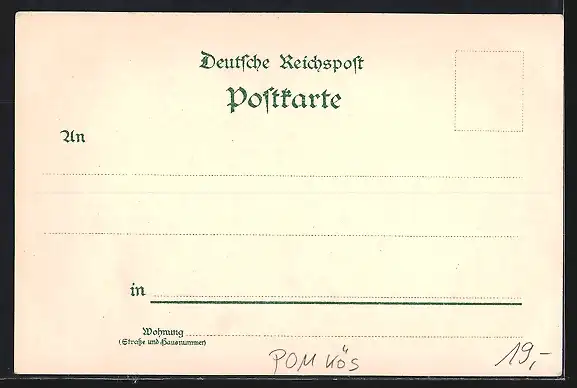 Deutsche Reichspost
Postkarte
An
in
Wohnung
(Straße und Hausnummer)
POM KÖS
19,-